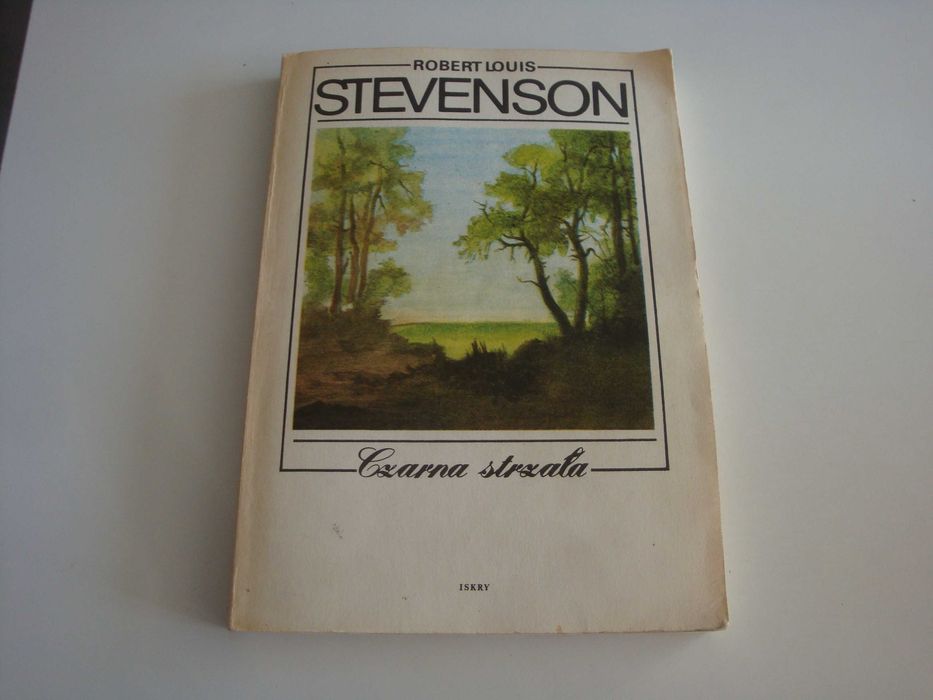 ROBERT LOUIS
STEVENSON
Czarna strzała
ISKRY